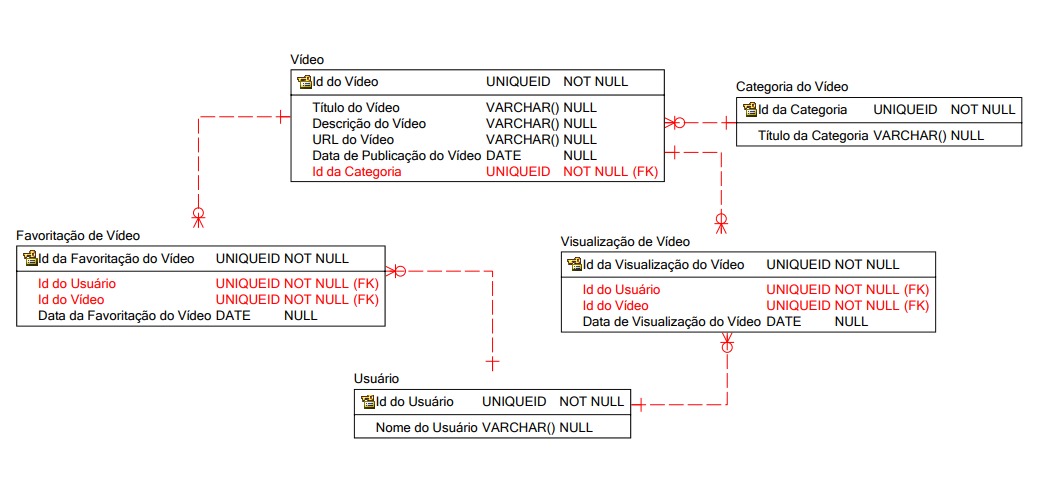 Vídeo
Id do Vídeo UNIQUEID NOT NULL
Título do Vídeo VARCHAR() NULL
Descrição do Vídeo VARCHAR() NULL
URL do Vídeo VARCHAR() NULL
Data de Publicação do Vídeo DATE NULL
Id da Categoria UNIQUEID NOT NULL (FK)
Categoria do Vídeo
Id da Categoria UNIQUEID NOT NULL
Título da Categoria VARCHAR() NULL
Favoritação de Vídeo
Id da Favoritação do Vídeo UNIQUEID NOT NULL
Id do Usuário UNIQUEID NOT NULL (FK)
Id do Vídeo UNIQUEID NOT NULL (FK)
Data da Favoritação do Vídeo DATE NULL
Visualização de Vídeo
Id da Visualização do Vídeo UNIQUEID NOT NULL
Id do Usuário UNIQUEID NOT NULL (FK)
Id do Vídeo UNIQUEID NOT NULL (FK)
Data de Visualização do Vídeo DATE NULL
Usuário
Id do Usuário UNIQUEID NOT NULL
Nome do Usuário VARCHAR() NULL